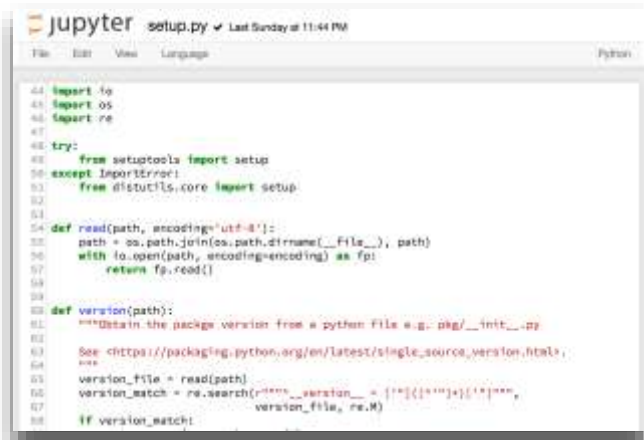 jupyter setup.py ✔ Last Sunday at 11:44 PM
File Edit View Language Python
44 import io
45 import os
46 import re
47
48 try:
49     from setuptools import setup
50 except ImportError:
51     from distutils.core import setup
52
53
54 def read(path, encoding='utf-8'):
55     path = os.path.join(os.path.dirname(__file__), path)
56     with io.open(path, encoding=encoding) as fp:
57         return fp.read()
58
59
60 def version(path):
61     """Obtain the packge version from a python file e.g. pkg/__init__.py
62
63     See <https://packaging.python.org/en/latest/single_source_version.html>.
64     """
65     version_file = read(path)
66     version_match = re.search(r"""^__version__ = ['"]([^'"]*)['"]""",
67                               version_file, re.M)
68     if version_match: